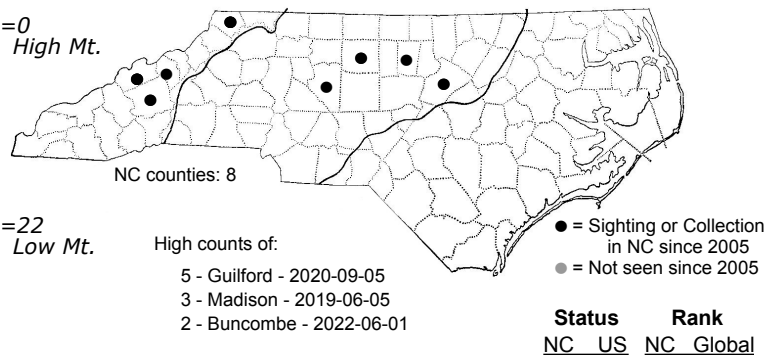 =0
High Mt.
NC counties: 8
=22
Low Mt.
High counts of:
5 - Guilford - 2020-09-05
3 - Madison - 2019-06-05
2 - Buncombe - 2022-06-01
= Sighting or Collection
in NC since 2005
= Not seen since 2005
Status Rank
NC US NC Global